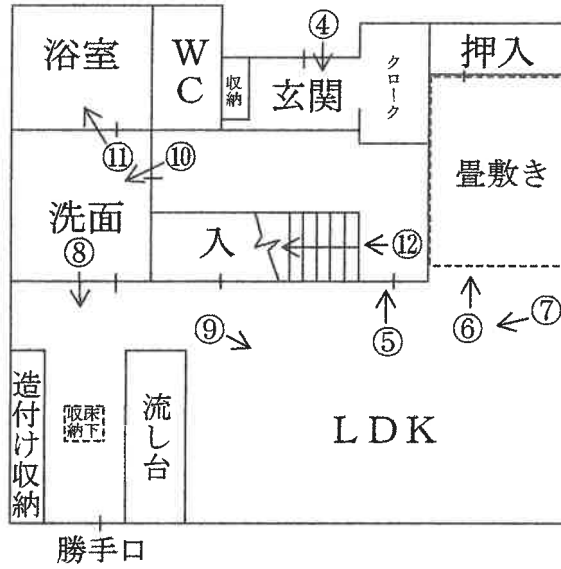 浴室
WC
④
収納
玄関
クローク
押入
⑪
⑩
畳敷き
洗面
⑧
入
⑫
⑨
⑤
⑥
⑦
造付け収納
床下収納
流し台
LDK
勝手口